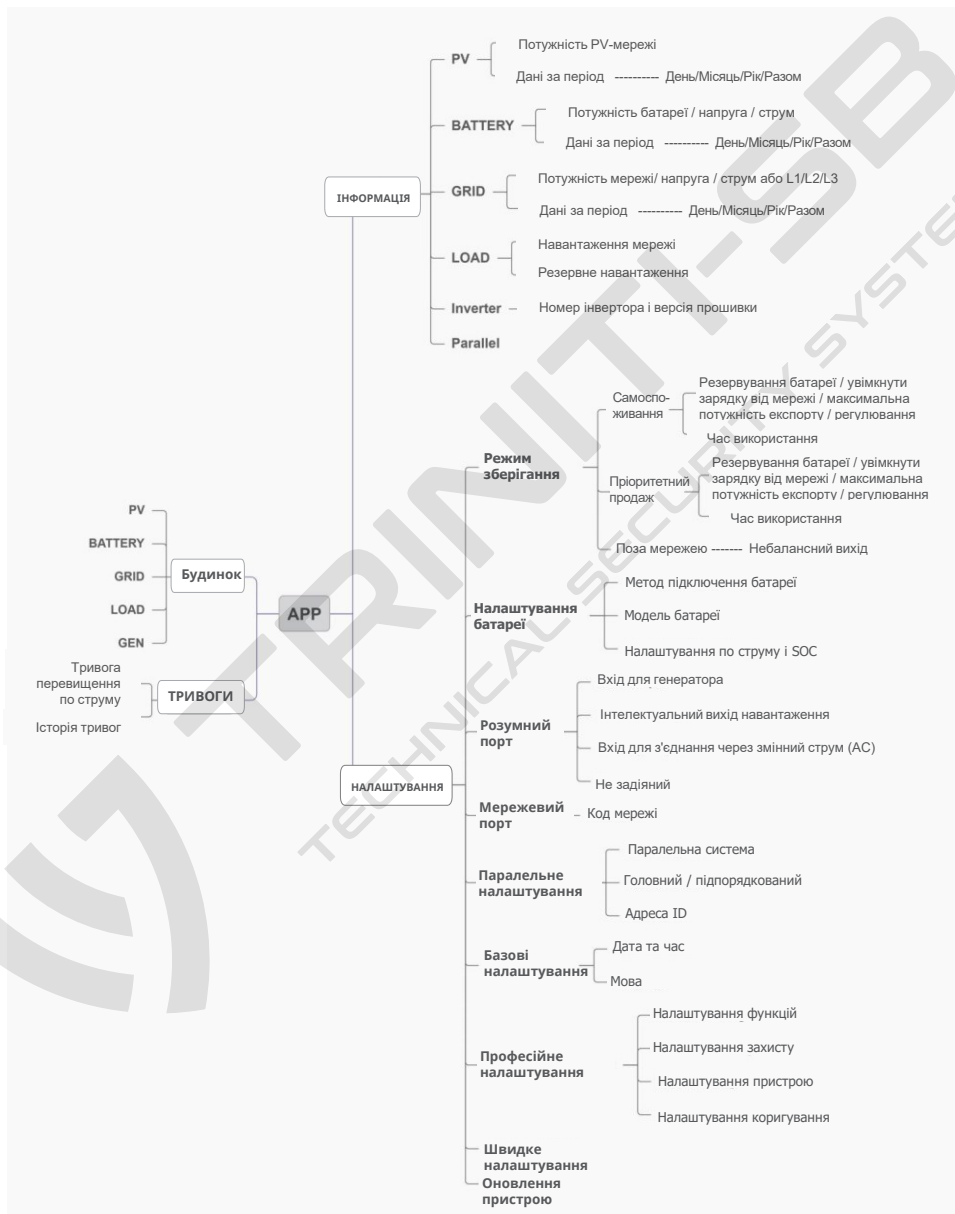 PV
Потужність PV-мережі
Дані за період ---------- День/Місяць/Рік/Разом
BATTERY
Потужність батареї / напруга / струм
Дані за період ---------- День/Місяць/Рік/Разом
ІНФОРМАЦІЯ
GRID
Потужність мережі/ напруга / струм або L1/L2/L3
Дані за період ---------- День/Місяць/Рік/Разом
LOAD
Навантаження мережі
Резервне навантаження
Inverter
Номер інвертора і версія прошивки
Parallel
Режим
зберігання
Самоспо-
живання
Резервування батареї / увімкнути
зарядку від мережі / максимальна
потужність експорту / регулювання
Час використання
Пріоритетний
продаж
Резервування батареї / увімкнути
зарядку від мережі / максимальна
потужність експорту / регулювання
Час використання
Поза мережею ------- Небалансний вихід
PV
BATTERY
GRID
LOAD
GEN
Будинок
APP
Тривога
перевищення
по струму
Історія тривог
ТРИВОГИ
Налаштування
батареї
Метод підключення батареї
Модель батареї
Налаштування по струму і SOC
Розумний
порт
Вхід для генератора
Інтелектуальний вихід навантаження
Вхід для з'єднання через змінний струм (AC)
Не задіяний
НАЛАШТУВАННЯ
Мережевий
порт
Код мережі
Паралельне
налаштування
Паралельна система
Головний / підпорядкований
Адреса ID
Базові
налаштування
Дата та час
Мова
Професійне
налаштування
Налаштування функцій
Налаштування захисту
Налаштування пристрою
Налаштування коригування
Швидке
налаштування
Оновлення
пристрою
TRINITI-SB
TECHNICAL SECURITY SYSTE